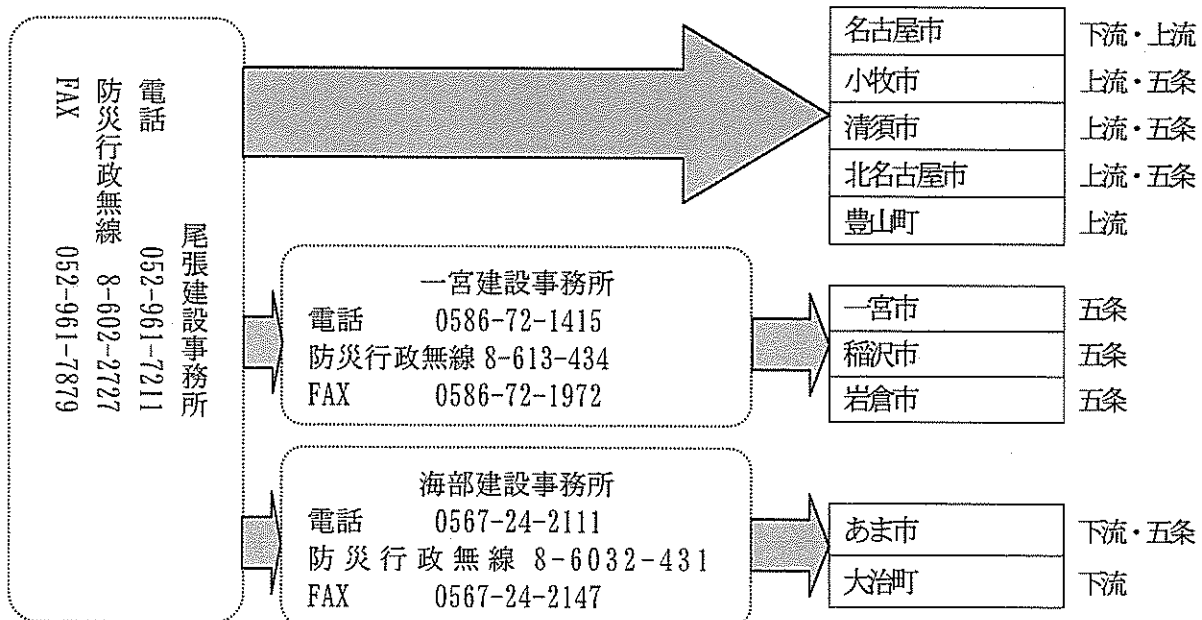 尾張建設事務所
電話 052-961-7211
防災行政無線 8-602-2727
FAX 052-961-7879
名古屋市 下流・上流
小牧市 上流・五条
清須市 上流・五条
北名古屋市 上流・五条
豊山町 上流
一宮建設事務所
電話 0586-72-1415
防災行政無線 8-613-434
FAX 0586-72-1972
一宮市 五条
稲沢市 五条
岩倉市 五条
海部建設事務所
電話 0567-24-2111
防災行政無線 8-6032-431
FAX 0567-24-2147
あま市 下流・五条
大治町 下流